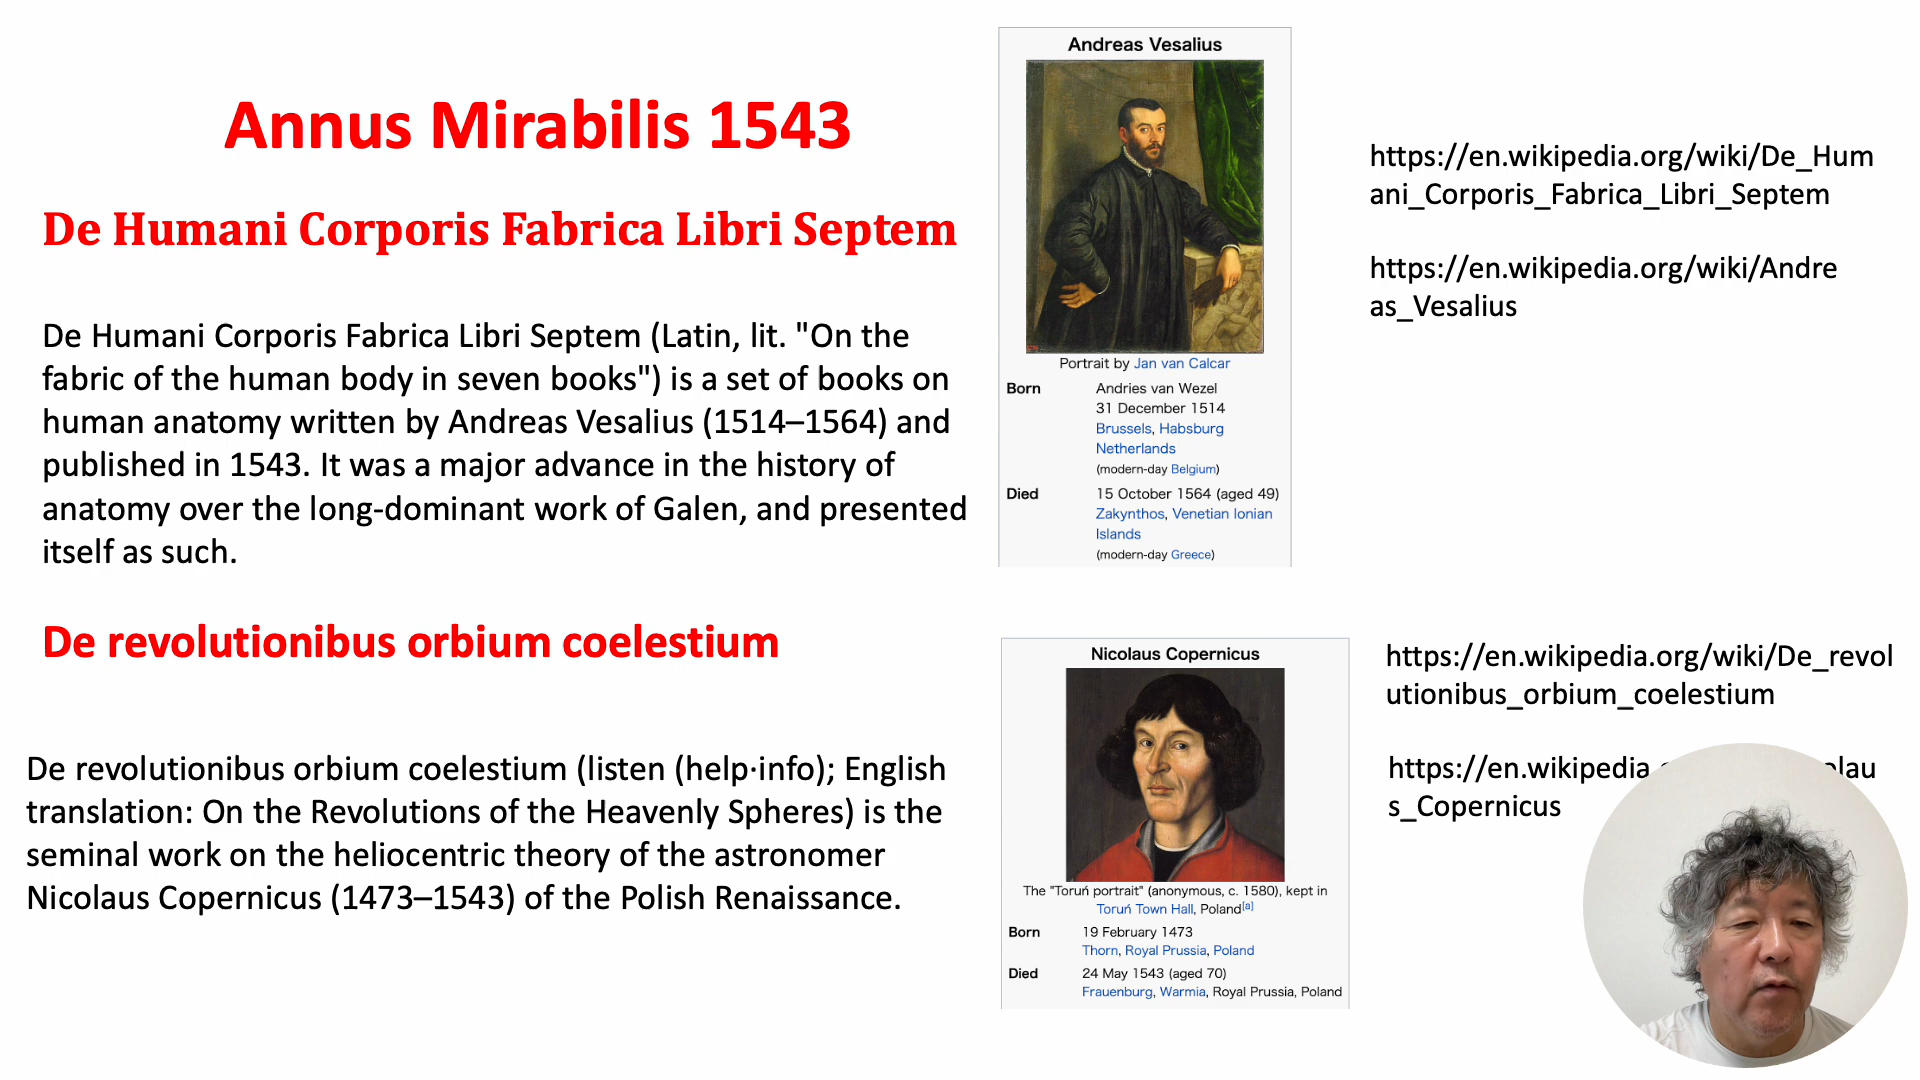 Annus Mirabilis 1543
De Humani Corporis Fabrica Libri Septem
De Humani Corporis Fabrica Libri Septem (Latin, lit. "On the
fabric of the human body in seven books") is a set of books on
human anatomy written by Andreas Vesalius (1514–1564) and
published in 1543. It was a major advance in the history of
anatomy over the long-dominant work of Galen, and presented
itself as such.
Andreas Vesalius
Portrait by Jan van Calcar
Born Andries van Wezel
31 December 1514
Brussels, Habsburg
Netherlands
(modern-day Belgium)
Died 15 October 1564 (aged 49)
Zakynthos, Venetian Ionian
Islands
(modern-day Greece)
https://en.wikipedia.org/wiki/De_Hum
ani_Corporis_Fabrica_Libri_Septem
https://en.wikipedia.org/wiki/Andre
as_Vesalius
De revolutionibus orbium coelestium
De revolutionibus orbium coelestium (listen (help·info); English
translation: On the Revolutions of the Heavenly Spheres) is the
seminal work on the heliocentric theory of the astronomer
Nicolaus Copernicus (1473–1543) of the Polish Renaissance.
Nicolaus Copernicus
The "Toruń portrait" (anonymous, c. 1580), kept in
Toruń Town Hall, Poland[a]
Born 19 February 1473
Thorn, Royal Prussia, Poland
Died 24 May 1543 (aged 70)
Frauenburg, Warmia, Royal Prussia, Poland
https://en.wikipedia.org/wiki/De_revol
utionibus_orbium_coelestium
https://en.wikipedia
olau
s_Copernicus